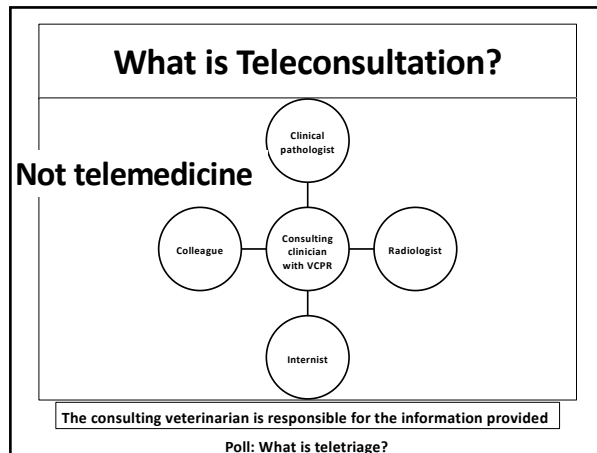 What is Teleconsultation?
Clinical
pathologist
Not telemedicine
Colleague
Consulting
clinician
with VCPR
Radiologist
Internist
The consulting veterinarian is responsible for the information provided
Poll: What is teletriage?